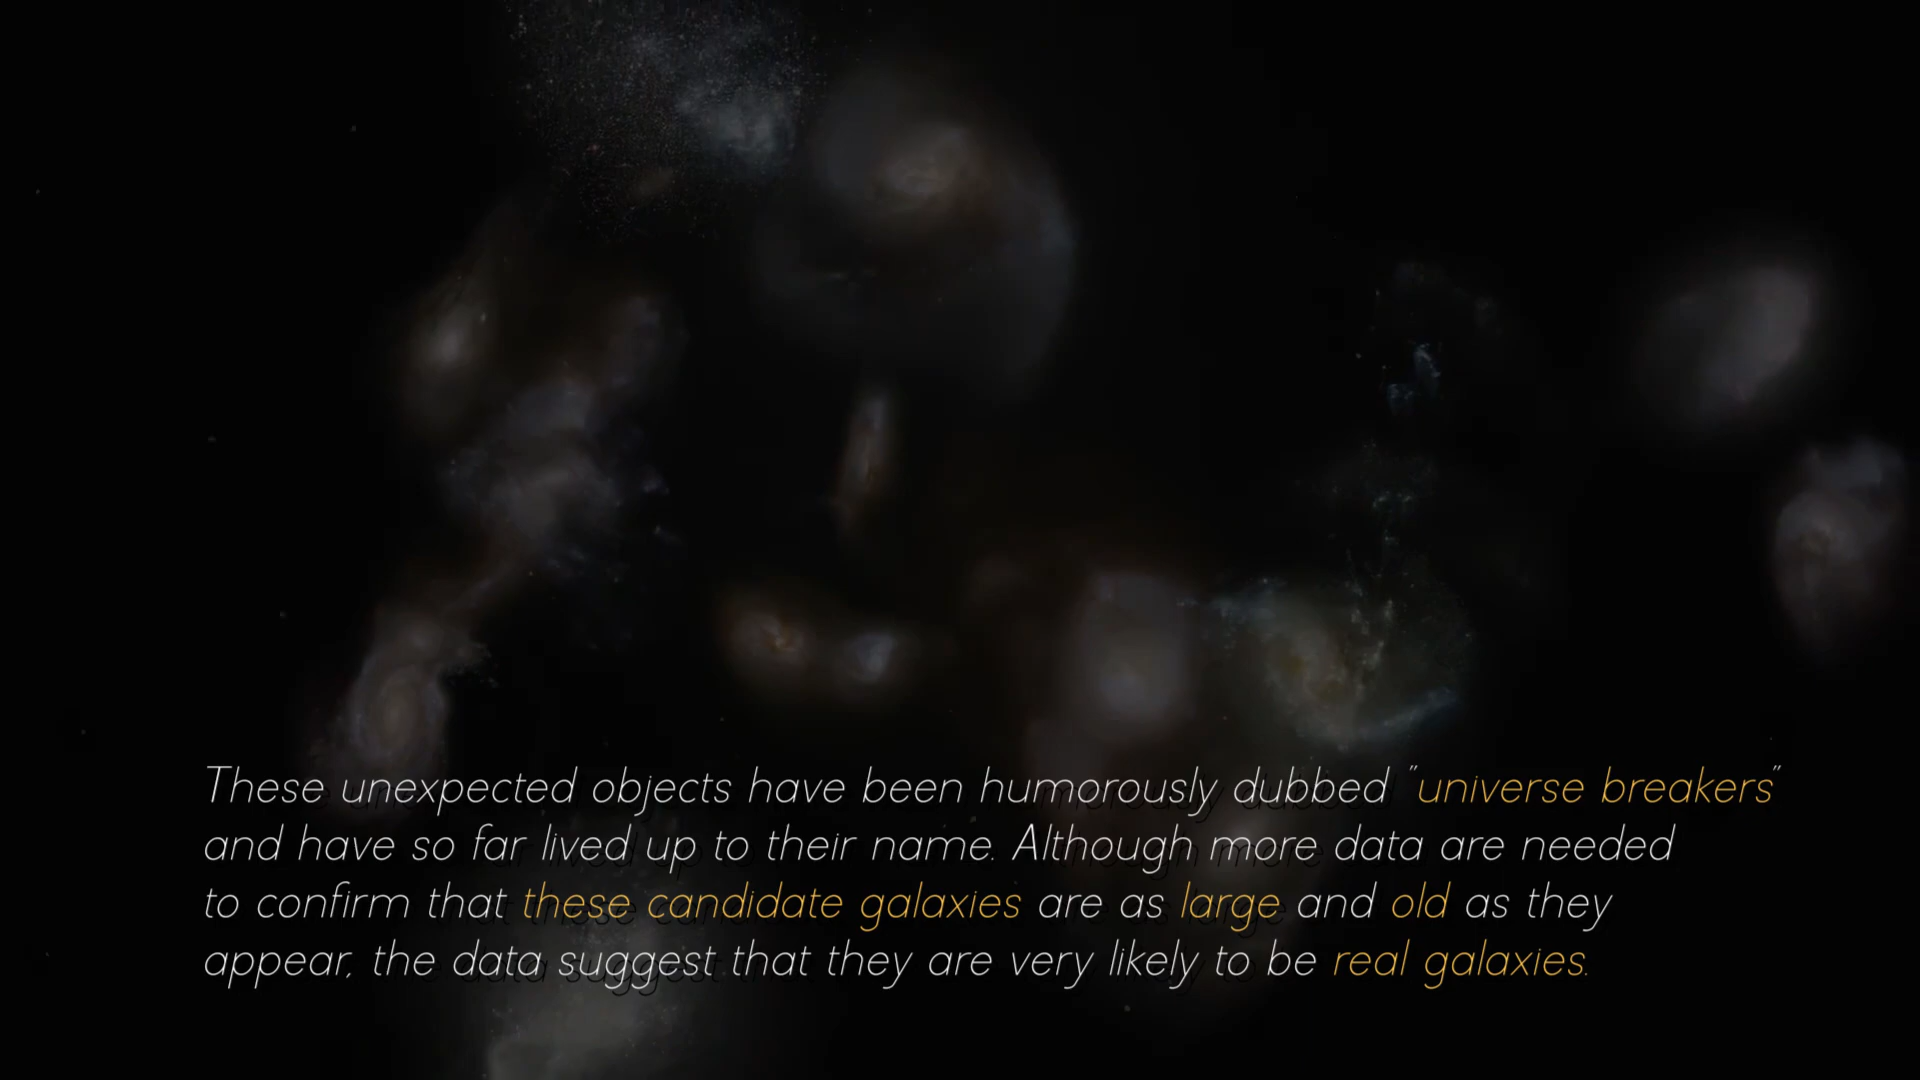 These unexpected objects have been humorously dubbed "universe breakers"
and have so far lived up to their name. Although more data are needed
to confirm that these candidate galaxies are as large and old as they
appear, the data suggest that they are very likely to be real galaxies.